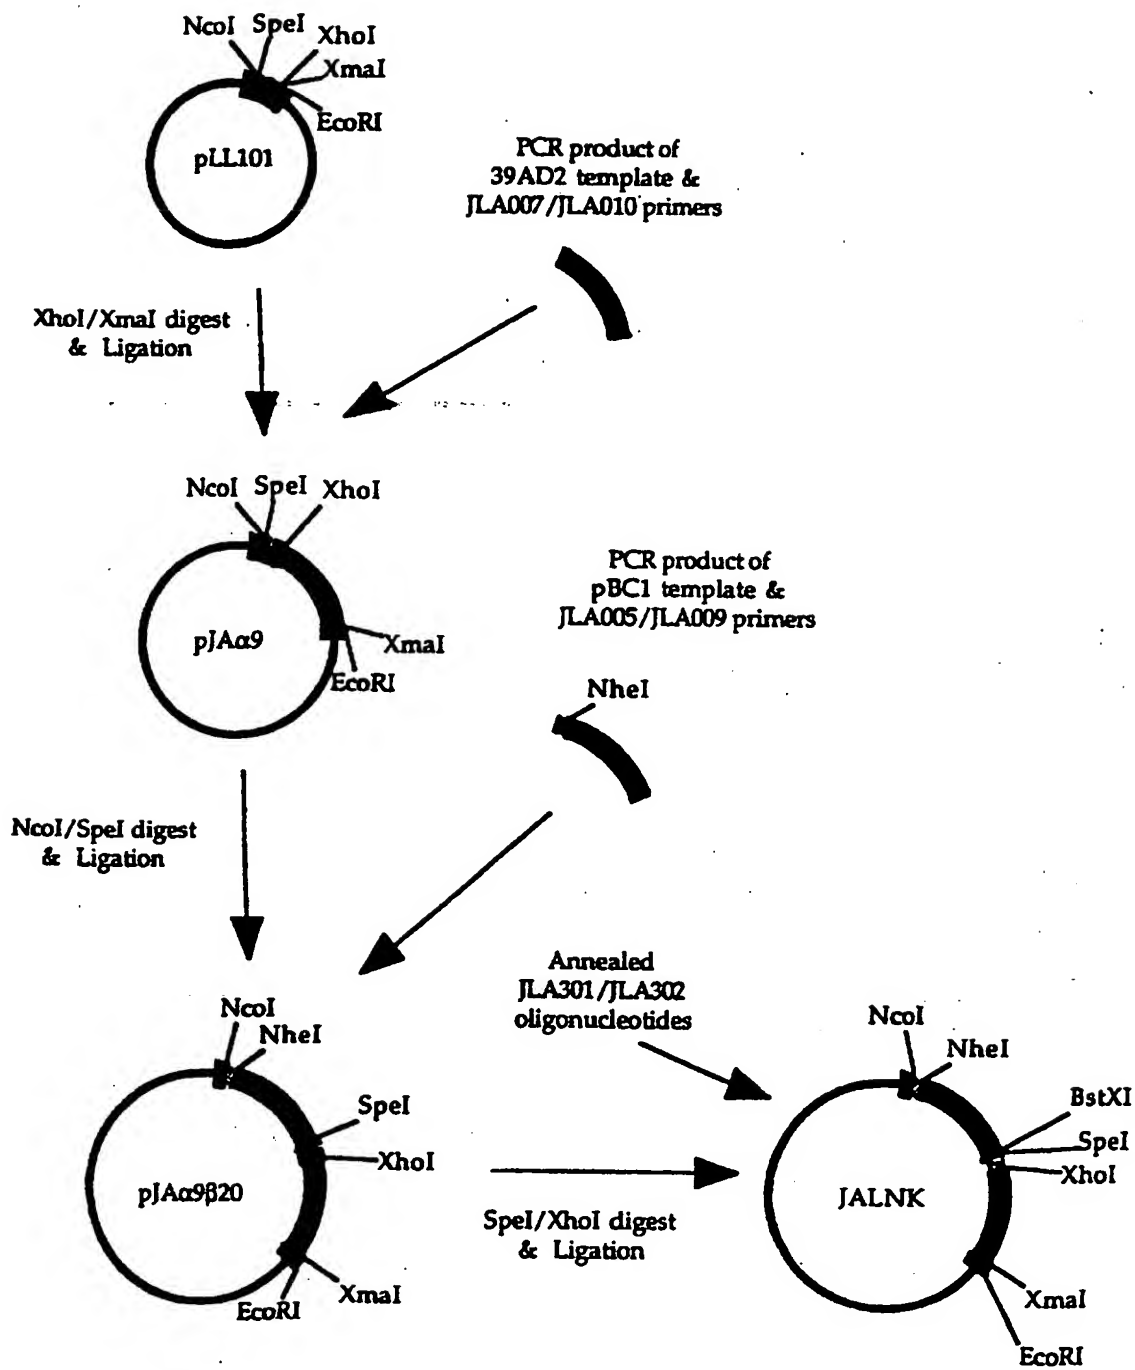 NcoI
SpeI
XhoI
XmaI
EcoRI
pLL101
PCR product of
39AD2 template &
JLA007/JLA010 primers
XhoI/XmaI digest
& Ligation
NcoI
SpeI
XhoI
pJAα9
XmaI
EcoRI
PCR product of
pBC1 template &
JLA005/JLA009 primers
NheI
NcoI/SpeI digest
& Ligation
Annealed
JLA301/JLA302
oligonucleotides
NcoI
NheI
SpeI
XhoI
pJAα9β20
XmaI
EcoRI
SpeI/XhoI digest
& Ligation
NcoI
NheI
BstXI
SpeI
XhoI
JALNK
XmaI
EcoRI